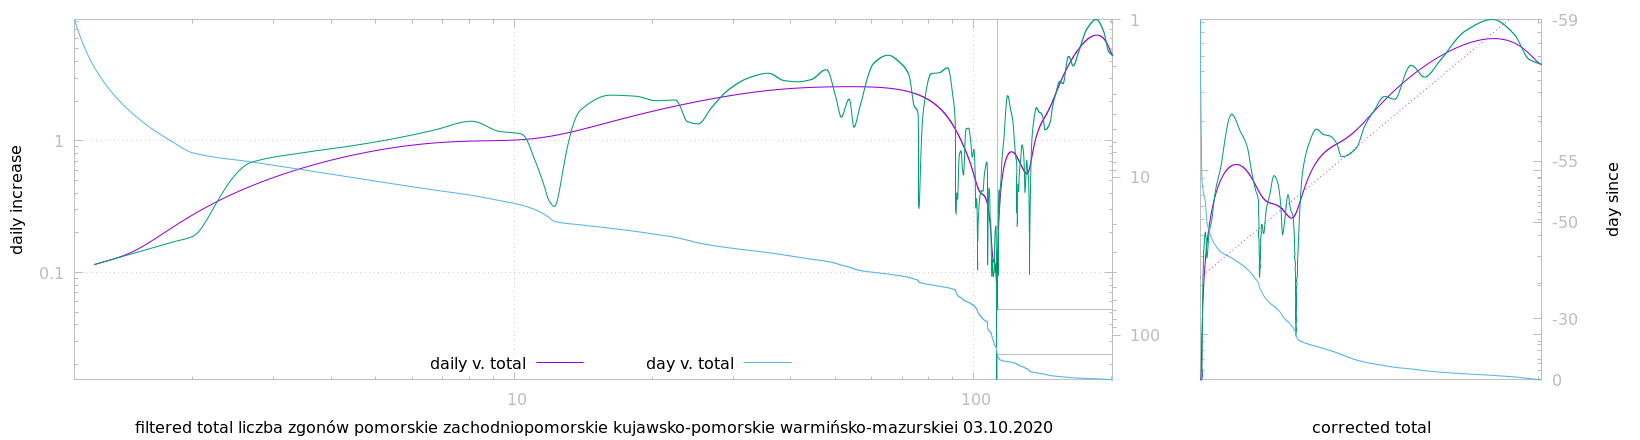 1
-59
daily increase
1
0.1
10
-55
-50
day since
-30
100
daily v. total
day v. total
0
10
100
filtered total liczba zgonów pomorskie zachodniopomorskie kujawsko-pomorskie warmińsko-mazurskiei 03.10.2020
corrected total